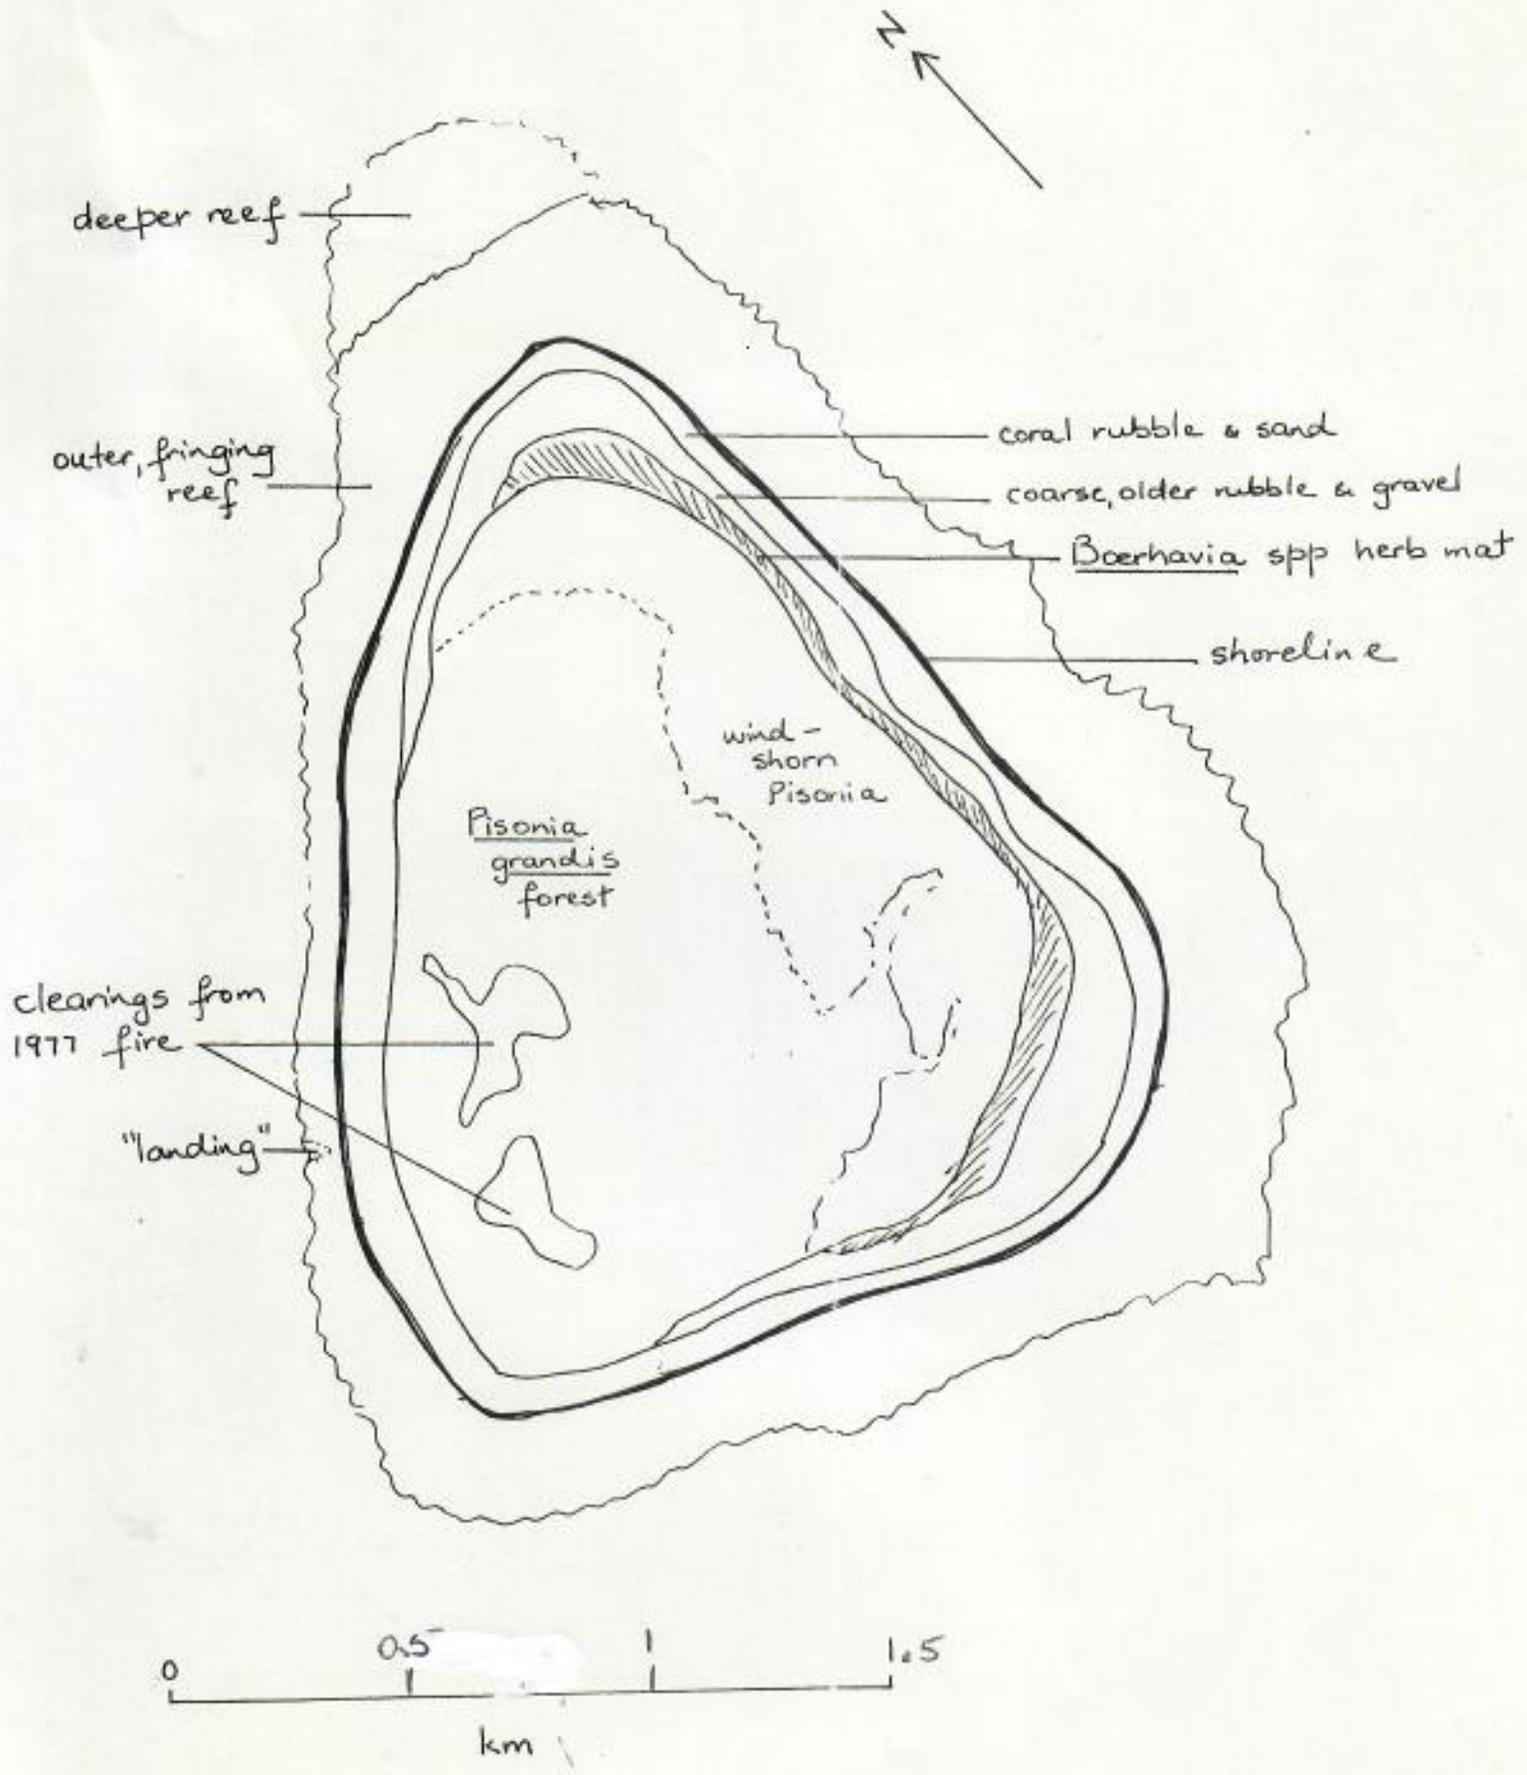 N
deeper reef
outer, fringing
reef
coral rubble & sand
coarse, older rubble & gravel
Boerhavia spp herb mat
shoreline
wind-
shorn
Pisonia
Pisonia
grandis
forest
clearings from
1977 fire
"landing"
0
0.5
1
1.5
km